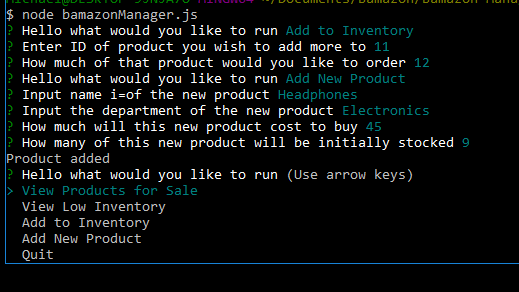 $ node bamazonManager.js
? Hello what would you like to run Add to Inventory
? Enter ID of product you wish to add more to 11
? How much of that product would you like to order 12
? Hello what would you like to run Add New Product
? Input name i=of the new product Headphones
? Input the department of the new product Electronics
? How much will this new product cost to buy 45
? How many of this new product will be initially stocked 9
Product added
? Hello what would you like to run (Use arrow keys)
> View Products for Sale
View Low Inventory
Add to Inventory
Add New Product
Quit